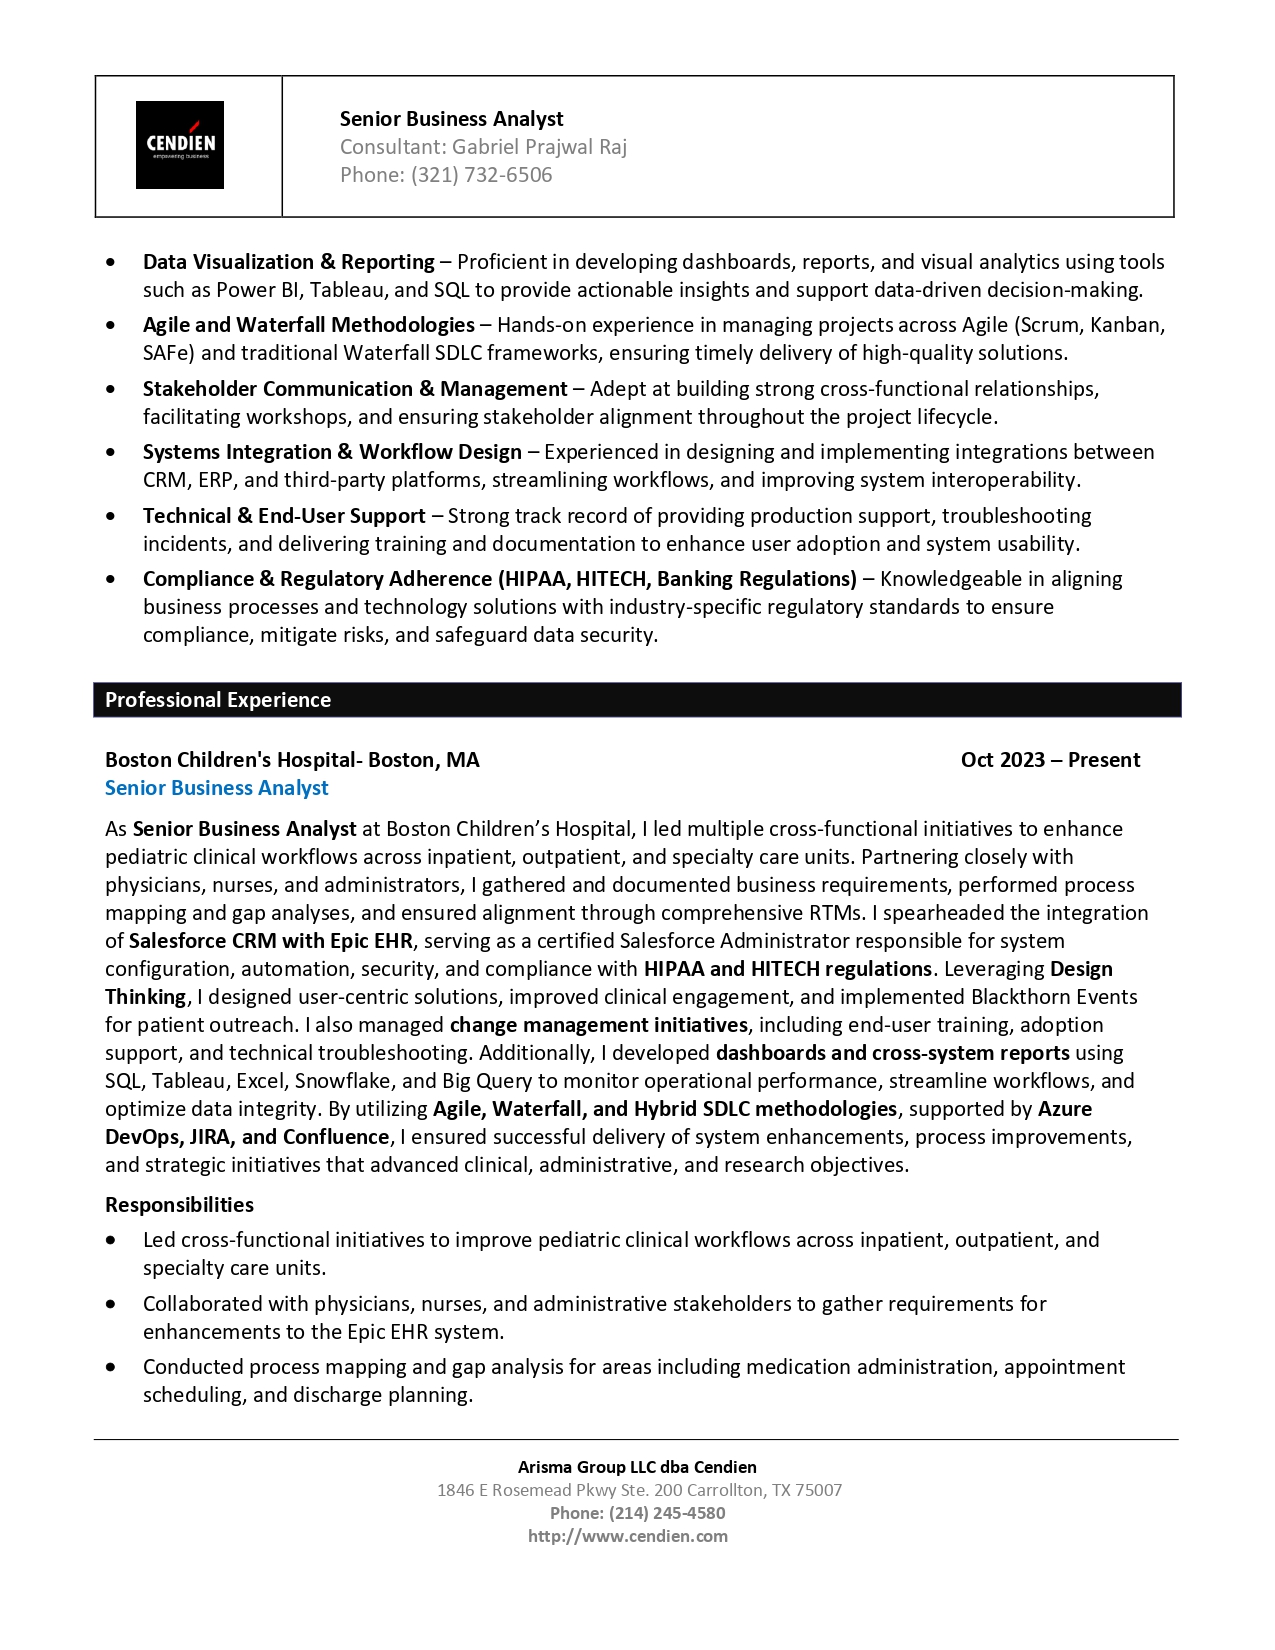 CENDIEN
empowering business
Senior Business Analyst
Consultant: Gabriel Prajwal Raj
Phone: (321) 732-6506
• Data Visualization & Reporting – Proficient in developing dashboards, reports, and visual analytics using tools
such as Power BI, Tableau, and SQL to provide actionable insights and support data-driven decision-making.
• Agile and Waterfall Methodologies – Hands-on experience in managing projects across Agile (Scrum, Kanban,
SAFe) and traditional Waterfall SDLC frameworks, ensuring timely delivery of high-quality solutions.
• Stakeholder Communication & Management – Adept at building strong cross-functional relationships,
facilitating workshops, and ensuring stakeholder alignment throughout the project lifecycle.
• Systems Integration & Workflow Design – Experienced in designing and implementing integrations between
CRM, ERP, and third-party platforms, streamlining workflows, and improving system interoperability.
• Technical & End-User Support – Strong track record of providing production support, troubleshooting
incidents, and delivering training and documentation to enhance user adoption and system usability.
• Compliance & Regulatory Adherence (HIPAA, HITECH, Banking Regulations) – Knowledgeable in aligning
business processes and technology solutions with industry-specific regulatory standards to ensure
compliance, mitigate risks, and safeguard data security.
Professional Experience
Boston Children's Hospital- Boston, MA Oct 2023 – Present
Senior Business Analyst
As Senior Business Analyst at Boston Children’s Hospital, I led multiple cross-functional initiatives to enhance
pediatric clinical workflows across inpatient, outpatient, and specialty care units. Partnering closely with
physicians, nurses, and administrators, I gathered and documented business requirements, performed process
mapping and gap analyses, and ensured alignment through comprehensive RTMs. I spearheaded the integration
of Salesforce CRM with Epic EHR, serving as a certified Salesforce Administrator responsible for system
configuration, automation, security, and compliance with HIPAA and HITECH regulations. Leveraging Design
Thinking, I designed user-centric solutions, improved clinical engagement, and implemented Blackthorn Events
for patient outreach. I also managed change management initiatives, including end-user training, adoption
support, and technical troubleshooting. Additionally, I developed dashboards and cross-system reports using
SQL, Tableau, Excel, Snowflake, and Big Query to monitor operational performance, streamline workflows, and
optimize data integrity. By utilizing Agile, Waterfall, and Hybrid SDLC methodologies, supported by Azure
DevOps, JIRA, and Confluence, I ensured successful delivery of system enhancements, process improvements,
and strategic initiatives that advanced clinical, administrative, and research objectives.
Responsibilities
• Led cross-functional initiatives to improve pediatric clinical workflows across inpatient, outpatient, and
specialty care units.
• Collaborated with physicians, nurses, and administrative stakeholders to gather requirements for
enhancements to the Epic EHR system.
• Conducted process mapping and gap analysis for areas including medication administration, appointment
scheduling, and discharge planning.
Arisma Group LLC dba Cendien
1846 E Rosemead Pkwy Ste. 200 Carrollton, TX 75007
Phone: (214) 245-4580
http://www.cendien.com